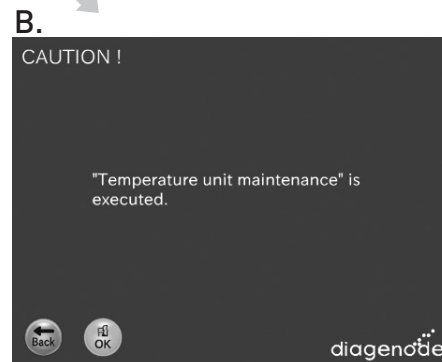 B.
CAUTION !
"Temperature unit maintenance" is
executed.
Back
OK
diagenode